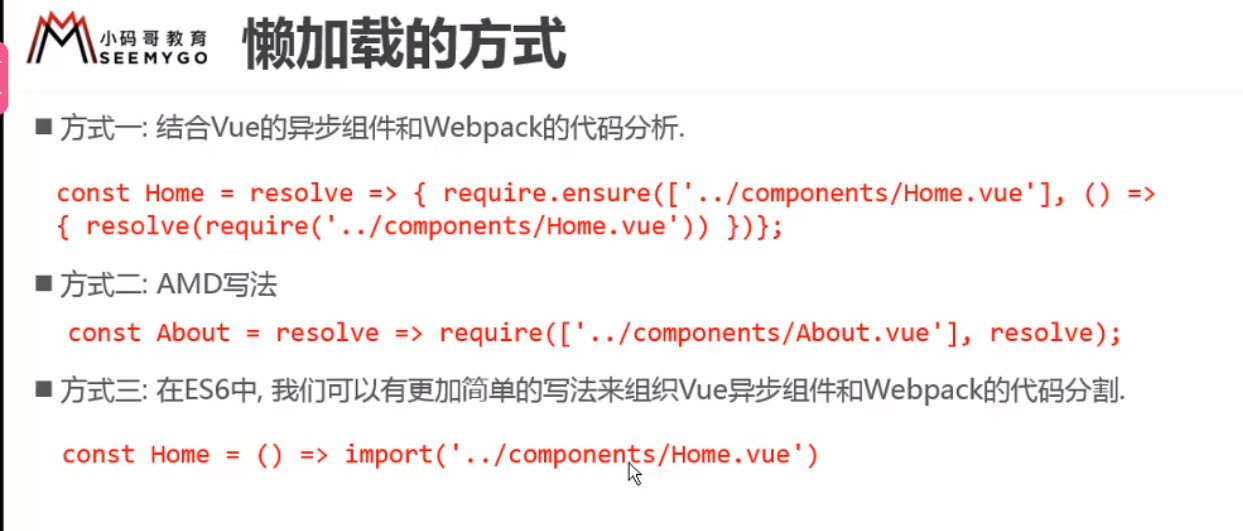 小码哥教育
SEEMYGO
懒加载的方式
方式一: 结合Vue的异步组件和Webpack的代码分析.
const Home = resolve => { require.ensure(['../components/Home.vue'], () =>
{ resolve(require('../components/Home.vue')) })};
方式二: AMD写法
const About = resolve => require(['../components/About.vue'], resolve);
方式三: 在ES6中, 我们可以有更加简单的写法来组织Vue异步组件和Webpack的代码分割.
const Home = () => import('../components/Home.vue')